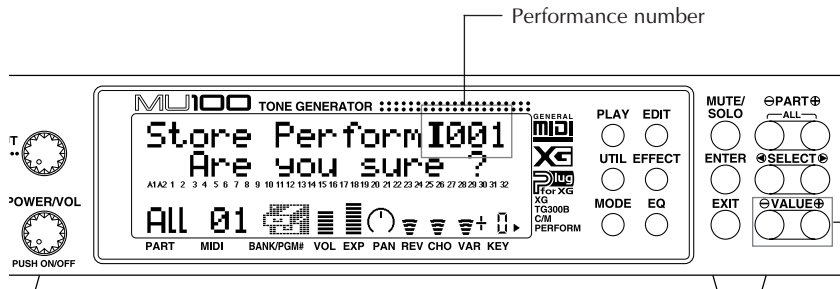 Performance number
MU100 TONE GENERATOR
Store PerformI001
Are you sure ?
A1A2 1 2 3 4 5 6 7 8 9 10 11 12 13 14 15 16 17 18 19 20 21 22 23 24 25 26 27 28 29 30 31 32
All 01
PART MIDI BANK/PGM# VOL EXP PAN REV CHO VAR KEY
GENERAL
MIDI
XG
Plug
for XG
XG
TG300B
C/M
PERFORM
PLAY EDIT
UTIL EFFECT
MODE EQ
MUTE/
SOLO
⊖PART⊕
ALL
ENTER
SELECT
EXIT
⊖VALUE⊕
POWER/VOL
PUSH ON/OFF